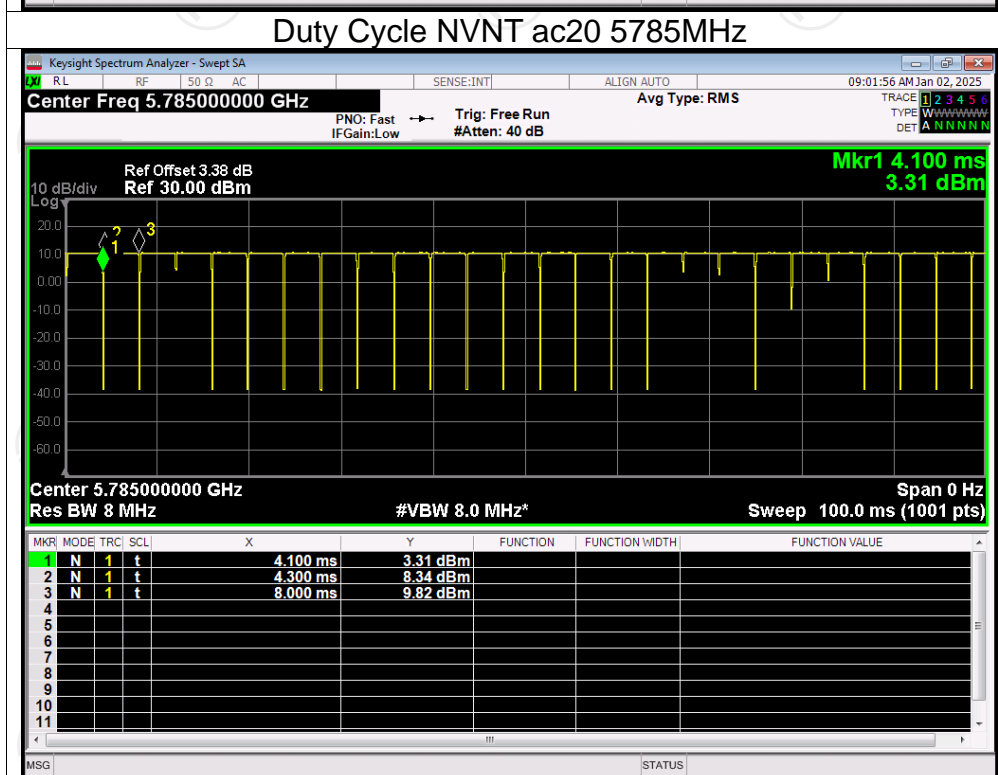 Duty Cycle NVNT ac20 5785MHz
Keysight Spectrum Analyzer - Swept SA
LXI RL RF 50 Ω AC SENSE:INT ALIGN AUTO 09:01:56 AM Jan 02, 2025
Center Freq 5.785000000 GHz Avg Type: RMS TRACE 1 2 3 4 5 6
PNO: Fast Trig: Free Run TYPE WWWWWW
IFGain:Low #Atten: 40 dB DET A N N N N N
Mkr1 4.100 ms
Ref Offset 3.38 dB
10 dB/div Ref 30.00 dBm 3.31 dBm
Log
20.0
10.0
0.00
-10.0
-20.0
-30.0
-40.0
-50.0
-60.0
1 2 3
Center 5.785000000 GHz Span 0 Hz
Res BW 8 MHz #VBW 8.0 MHz* Sweep 100.0 ms (1001 pts)
MKR MODE TRC SCL X Y FUNCTION FUNCTION WIDTH FUNCTION VALUE
1 N 1 t 4.100 ms 3.31 dBm
2 N 1 t 4.300 ms 8.34 dBm
3 N 1 t 8.000 ms 9.82 dBm
4
5
6
7
8
9
10
11
MSG STATUS